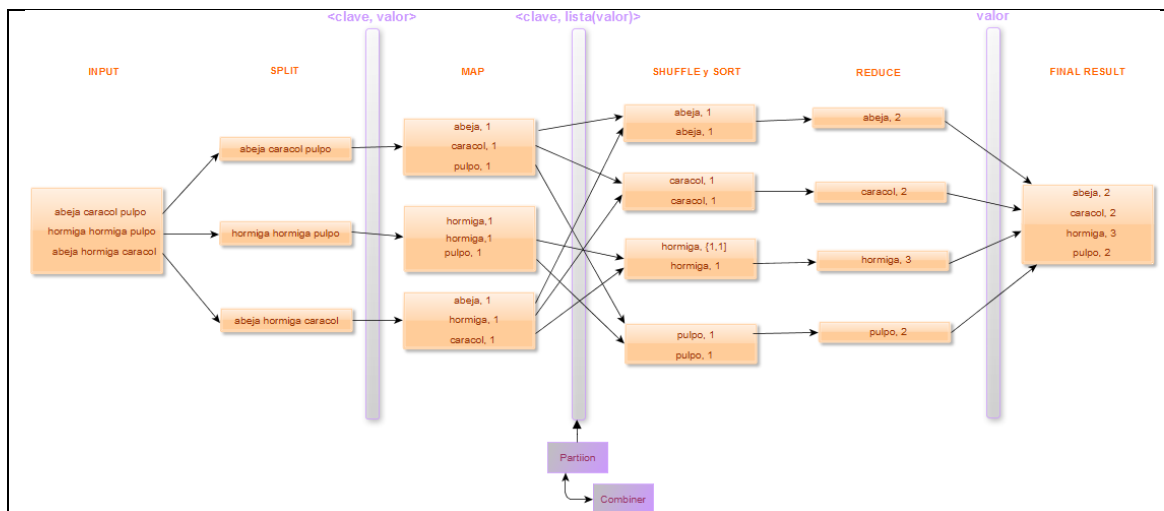 <clave, valor>
<clave, lista(valor)>
valor
INPUT
SPLIT
MAP
SHUFFLE y SORT
REDUCE
FINAL RESULT
abeja caracol pulpo
hormiga hormiga pulpo
abeja hormiga caracol
abeja caracol pulpo
hormiga hormiga pulpo
abeja hormiga caracol
abeja, 1
caracol, 1
pulpo, 1
hormiga,1
hormiga,1
pulpo, 1
abeja, 1
hormiga, 1
caracol, 1
abeja, 1
abeja, 1
caracol, 1
caracol, 1
hormiga, {1,1]
hormiga, 1
pulpo, 1
pulpo, 1
abeja, 2
caracol, 2
hormiga, 3
pulpo, 2
abeja, 2
caracol, 2
hormiga, 3
pulpo, 2
Partiion
Combiner